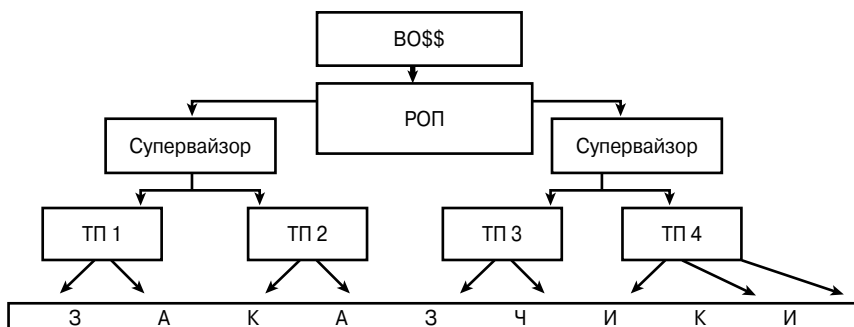 BO$$
РОП
Супервайзор Супервайзор
ТП 1 ТП 2 ТП 3 ТП 4
З А К А З Ч И К И